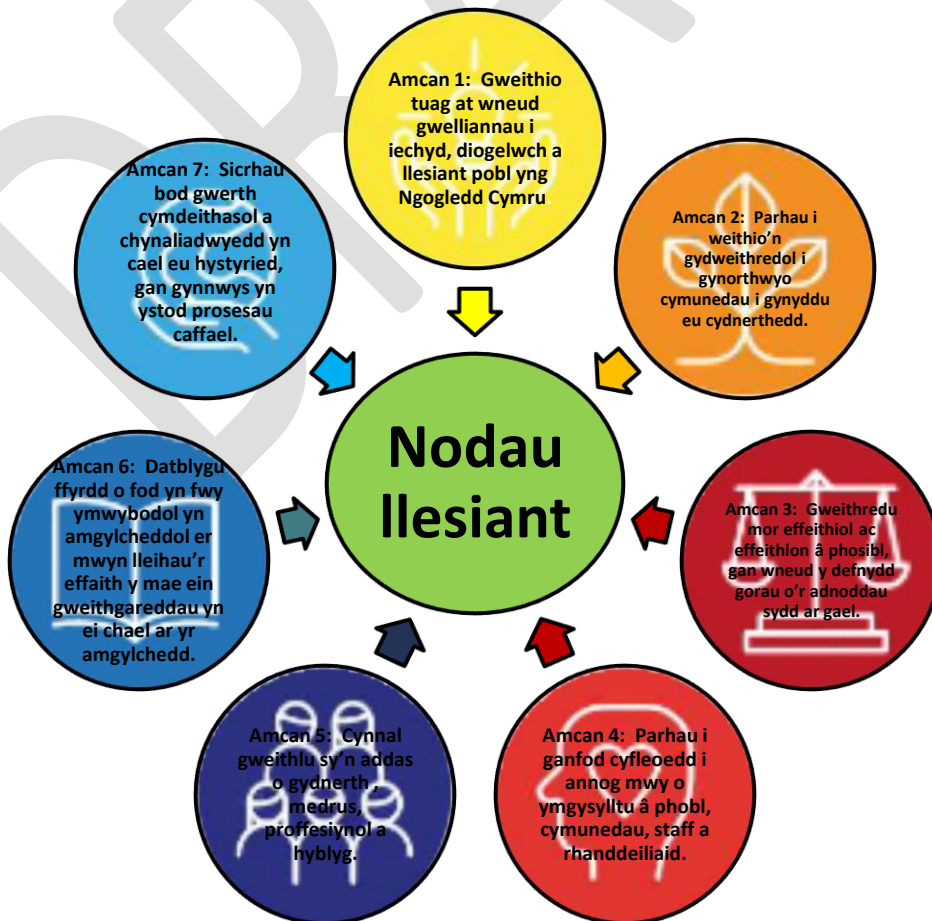 Amcan 1: Gweithio
tuag at wneud
gwelliannau i
iechyd, diogelwch a
llesiant pobl yng
Ngogledd Cymru.
Amcan 2: Parhau i
weithio'n
gydweithredol i
gynorthwyo
cymunedau i gynyddu
eu cydnerthedd.
Amcan 3: Gweithredu
mor effeithiol ac
effeithlon â phosibl,
gan wneud y defnydd
gorau o'r adnoddau
sydd ar gael.
Amcan 4: Parhau i
ganfod cyfleoedd i
annog mwy o
ymgysylltu â phobl,
cymunedau, staff a
rhanddeiliaid.
Amcan 5: Cynnal
gweithlu sy'n addas
o gydnerth ,
medrus,
proffesiynol a
hyblyg.
Amcan 6: Datblygu
ffyrdd o fod yn fwy
ymwybodol yn
amgylcheddol er
mwyn lleihau'r
effaith y mae ein
gweithgareddau yn
ei chael ar yr
amgylchedd.
Amcan 7: Sicrhau
bod gwerth
cymdeithasol a
chynaliadwyedd yn
cael eu hystyried,
gan gynnwys yn
ystod prosesau
caffael.
Nodau
llesiant